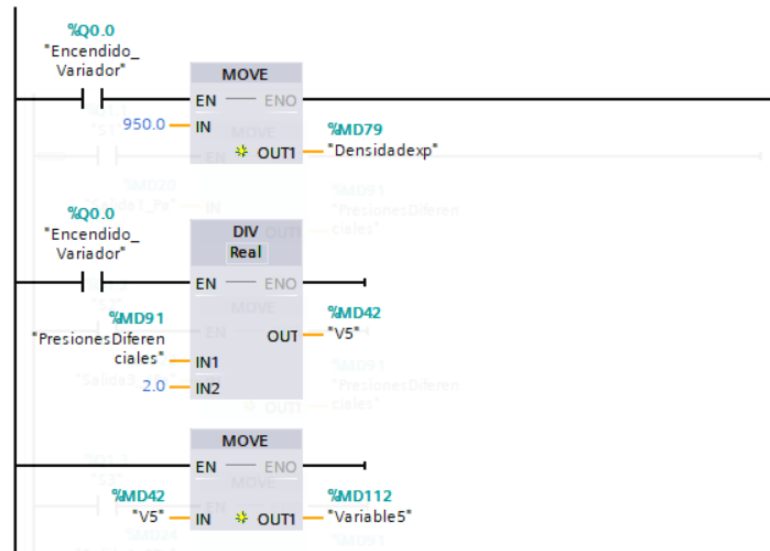 %Q0.0
"Encendido_
Variador"
MOVE
EN ENO
950.0 IN
%MD79
OUT1 "Densidadexp"
%Q0.0
"Encendido_
Variador"
DIV
Real
EN ENO
%MD91
"PresionesDiferen
ciales" IN1
%MD42
OUT "V5"
2.0 IN2
MOVE
EN ENO
%MD42
"V5" IN
%MD112
OUT1 "Variable5"